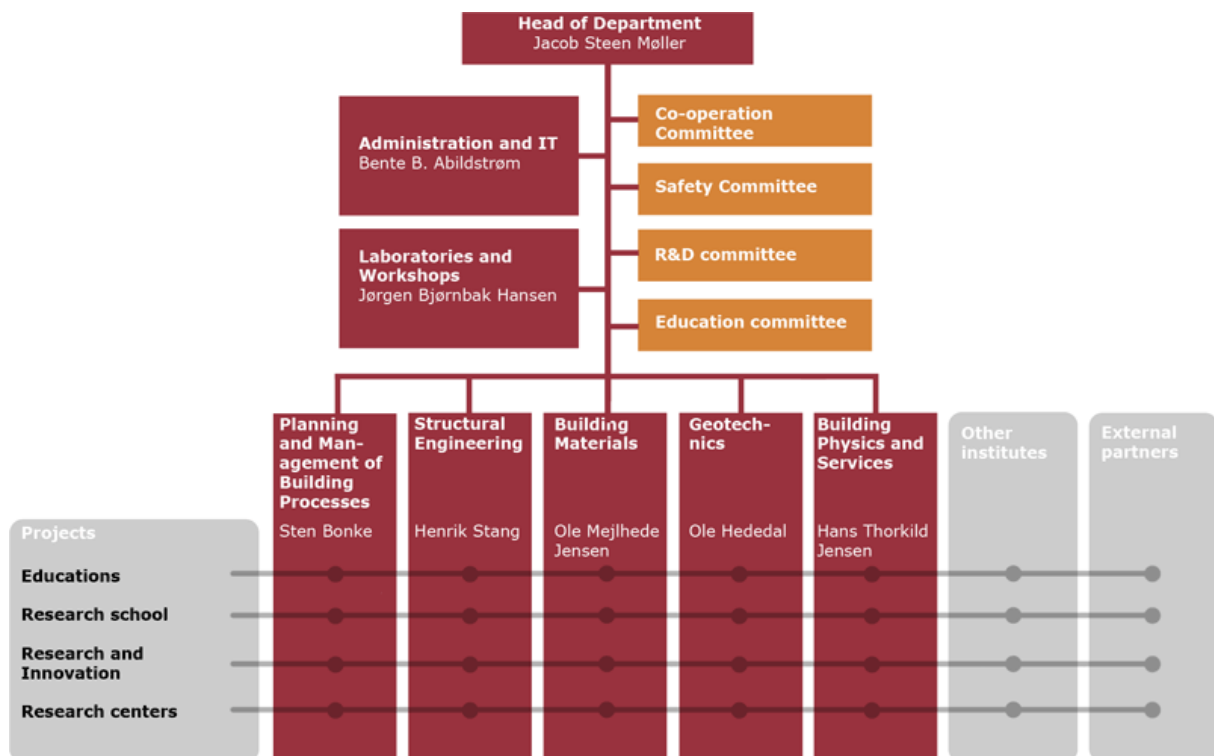 Head of Department
Jacob Steen Møller
Administration and IT
Bente B. Abildstrøm
Co-operation
Committee
Safety Committee
Laboratories and
Workshops
Jørgen Bjørnbak Hansen
R&D committee
Education committee
Planning
and Man-
agement of
Building
Processes
Sten Bonke
Structural
Engineering
Henrik Stang
Building
Materials
Ole Mejlhede
Jensen
Geotech-
nics
Ole Hededal
Building
Physics and
Services
Hans Thorkild
Jensen
Other
institutes
External
partners
Projects
Educations
Research school
Research and
Innovation
Research centers